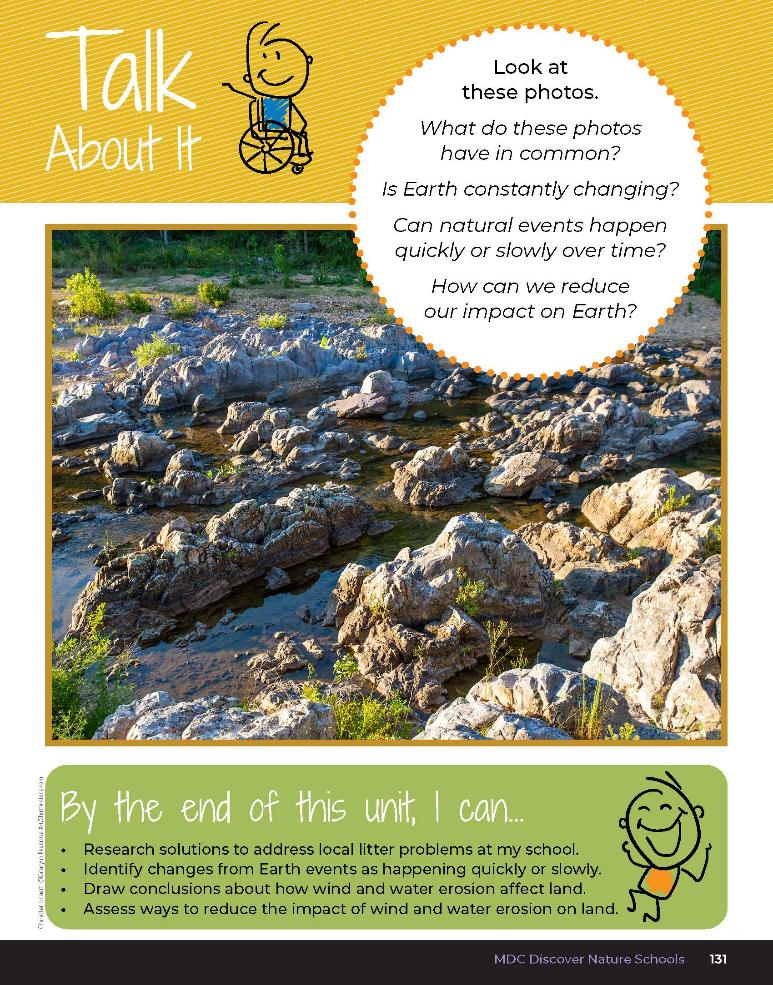 Talk
About It
Look at
these photos.
What do these photos
have in common?
Is Earth constantly changing?
Can natural events happen
quickly or slowly over time?
How can we reduce
our impact on Earth?
By the end of this unit, I can...
• Research solutions to address local litter problems at my school.
• Identify changes from Earth events as happening quickly or slowly.
• Draw conclusions about how wind and water erosion affect land.
• Assess ways to reduce the impact of wind and water erosion on land.
MDC Discover Nature Schools 131